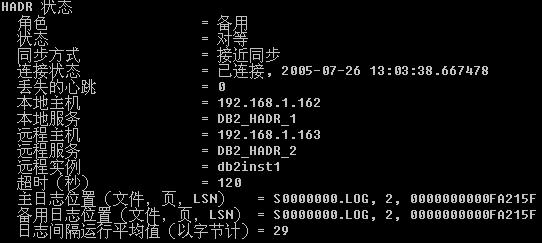 HADR 状态
角色 = 备用
状态 = 对等
同步方式 = 接近同步
连接状态 = 已连接, 2005-07-26 13:03:38.667478
丢失的心跳 = 0
本地主机 = 192.168.1.162
本地服务 = DB2_HADR_1
远程主机 = 192.168.1.163
远程服务 = DB2_HADR_2
远程实例 = db2inst1
超时（秒） = 120
主日志位置（文件, 页, LSN） = S0000000.LOG, 2, 0000000000FA215F
备用日志位置（文件, 页, LSN） = S0000000.LOG, 2, 0000000000FA215F
日志间隔运行平均值（以字节计）= 29